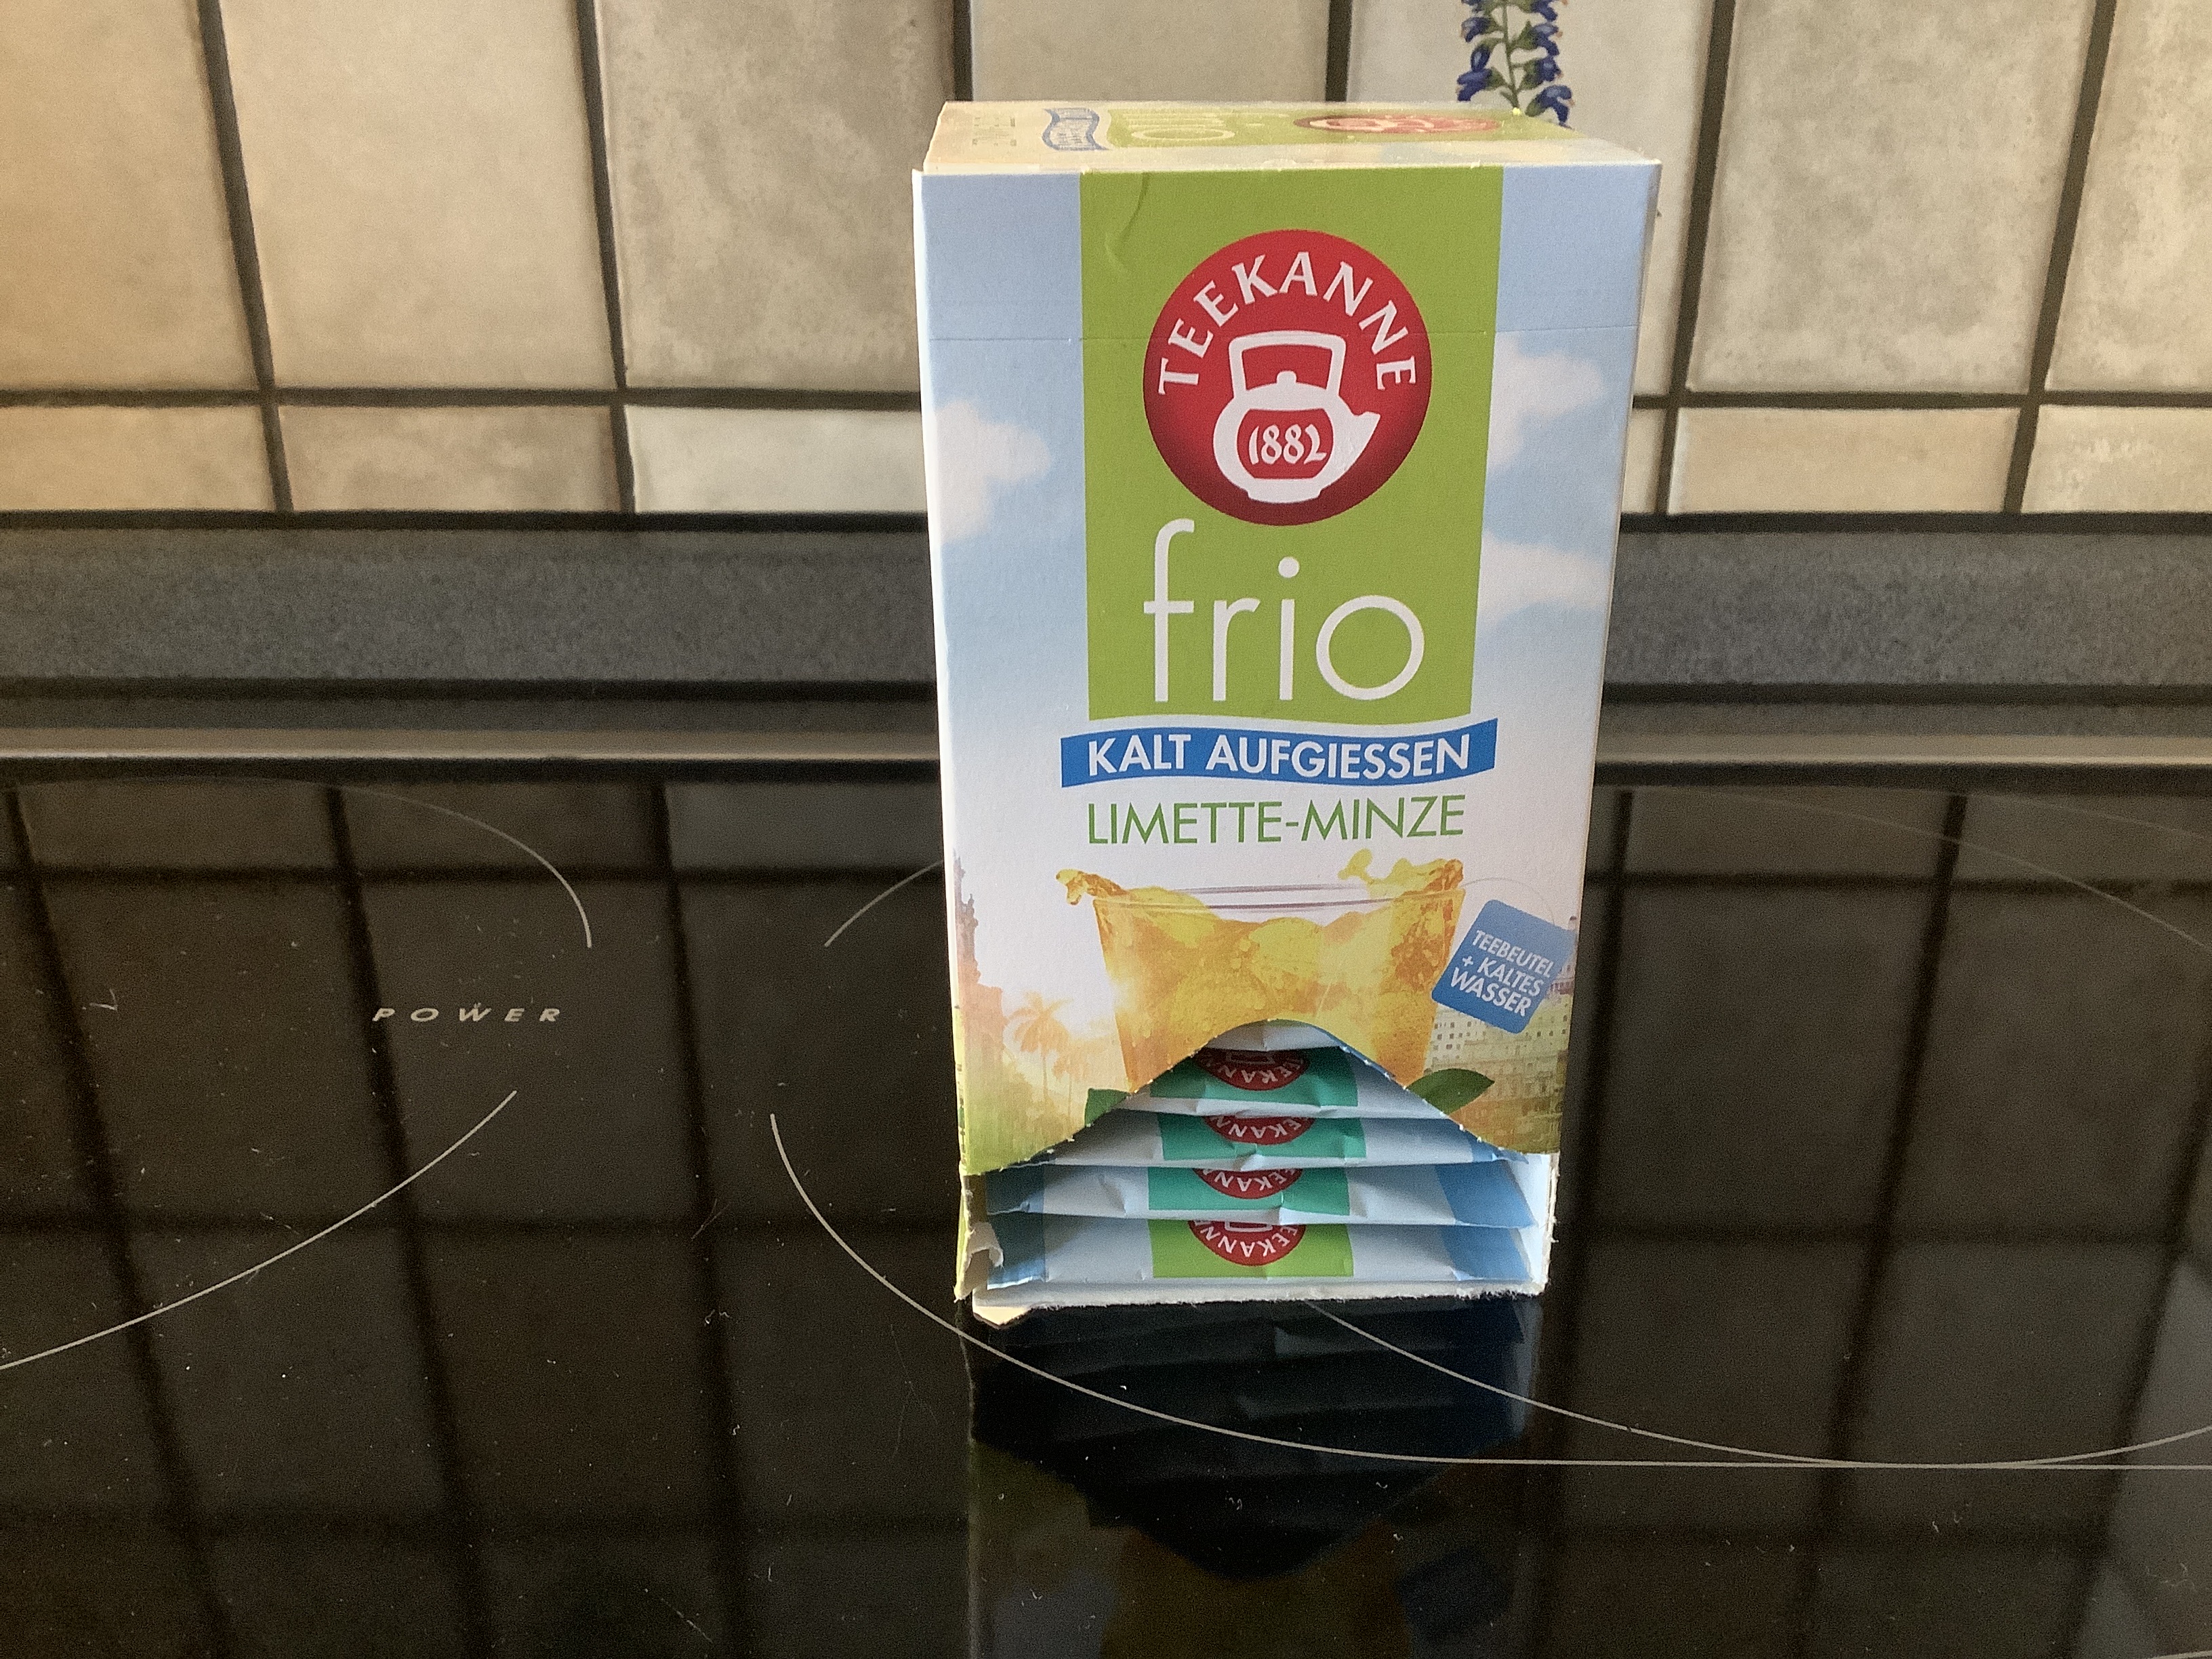 TEEKANNE
1882
frio
KALT AUFGIESSEN
LIMETTE-MINZE
TEEBEUTEL
+ KALTES
WASSER
POWER